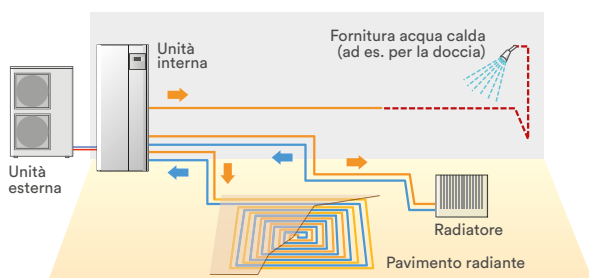 Unità
interna
Fornitura acqua calda
(ad es. per la doccia)
Unità
esterna
Radiatore
Pavimento radiante